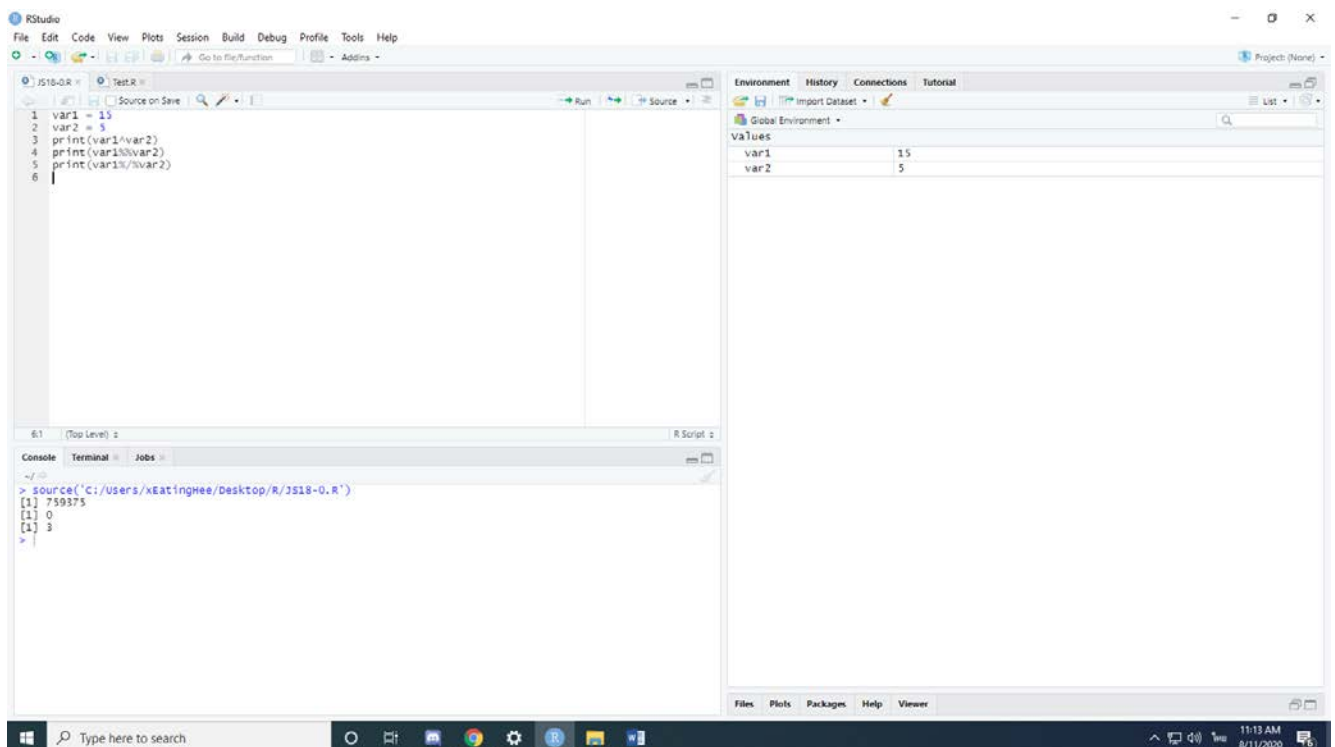 RStudio
File Edit Code View Plots Session Build Debug Profile Tools Help
Go to file/function Addins
Project: (None)
JS18-0.R Test.R
Source on Save Run Source
1 var1 = 15
2 var2 = 5
3 print(var1^var2)
4 print(var1%%var2)
5 print(var1%/%var2)
6
6:1 (Top Level) R Script
Console Terminal Jobs
~/
> source('C:/Users/xEatingHee/Desktop/R/JS18-0.R')
[1] 759375
[1] 0
[1] 3
>
Environment History Connections Tutorial
Import Dataset List
Global Environment
Values
var1 15
var2 5
Files Plots Packages Help Viewer
Type here to search
ไทย 11:13 AM
8/11/2020